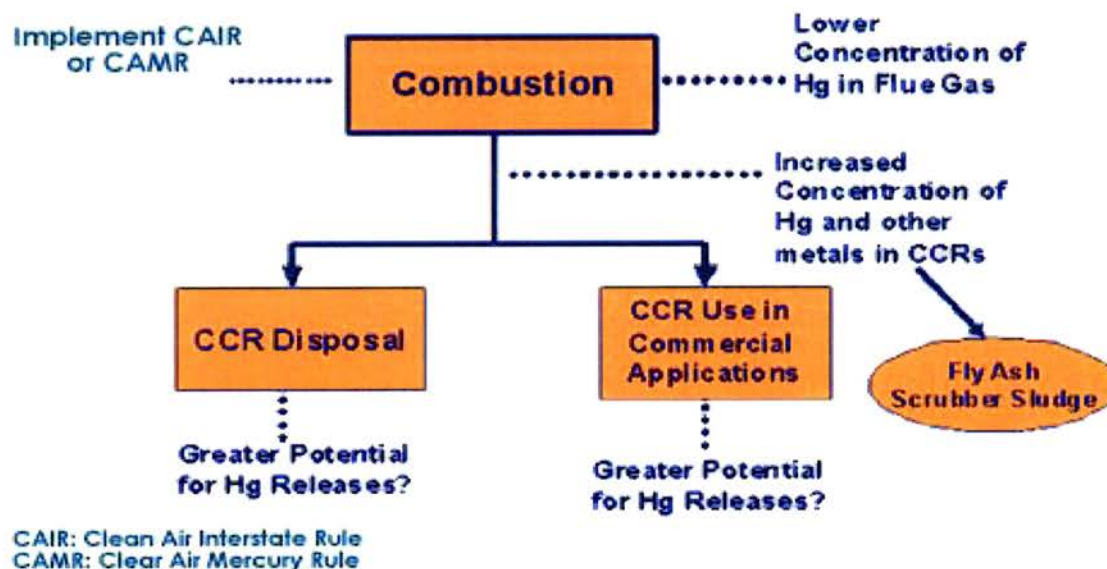 Implement CAIR
or CAMR
Combustion
Lower
Concentration of
Hg in Flue Gas
Increased
Concentration of
Hg and other
metals in CCRs
CCR Disposal
CCR Use in
Commercial
Applications
Fly Ash
Scrubber Sludge
Greater Potential
for Hg Releases?
Greater Potential
for Hg Releases?
CAIR: Clean Air Interstate Rule
CAMR: Clear Air Mercury Rule